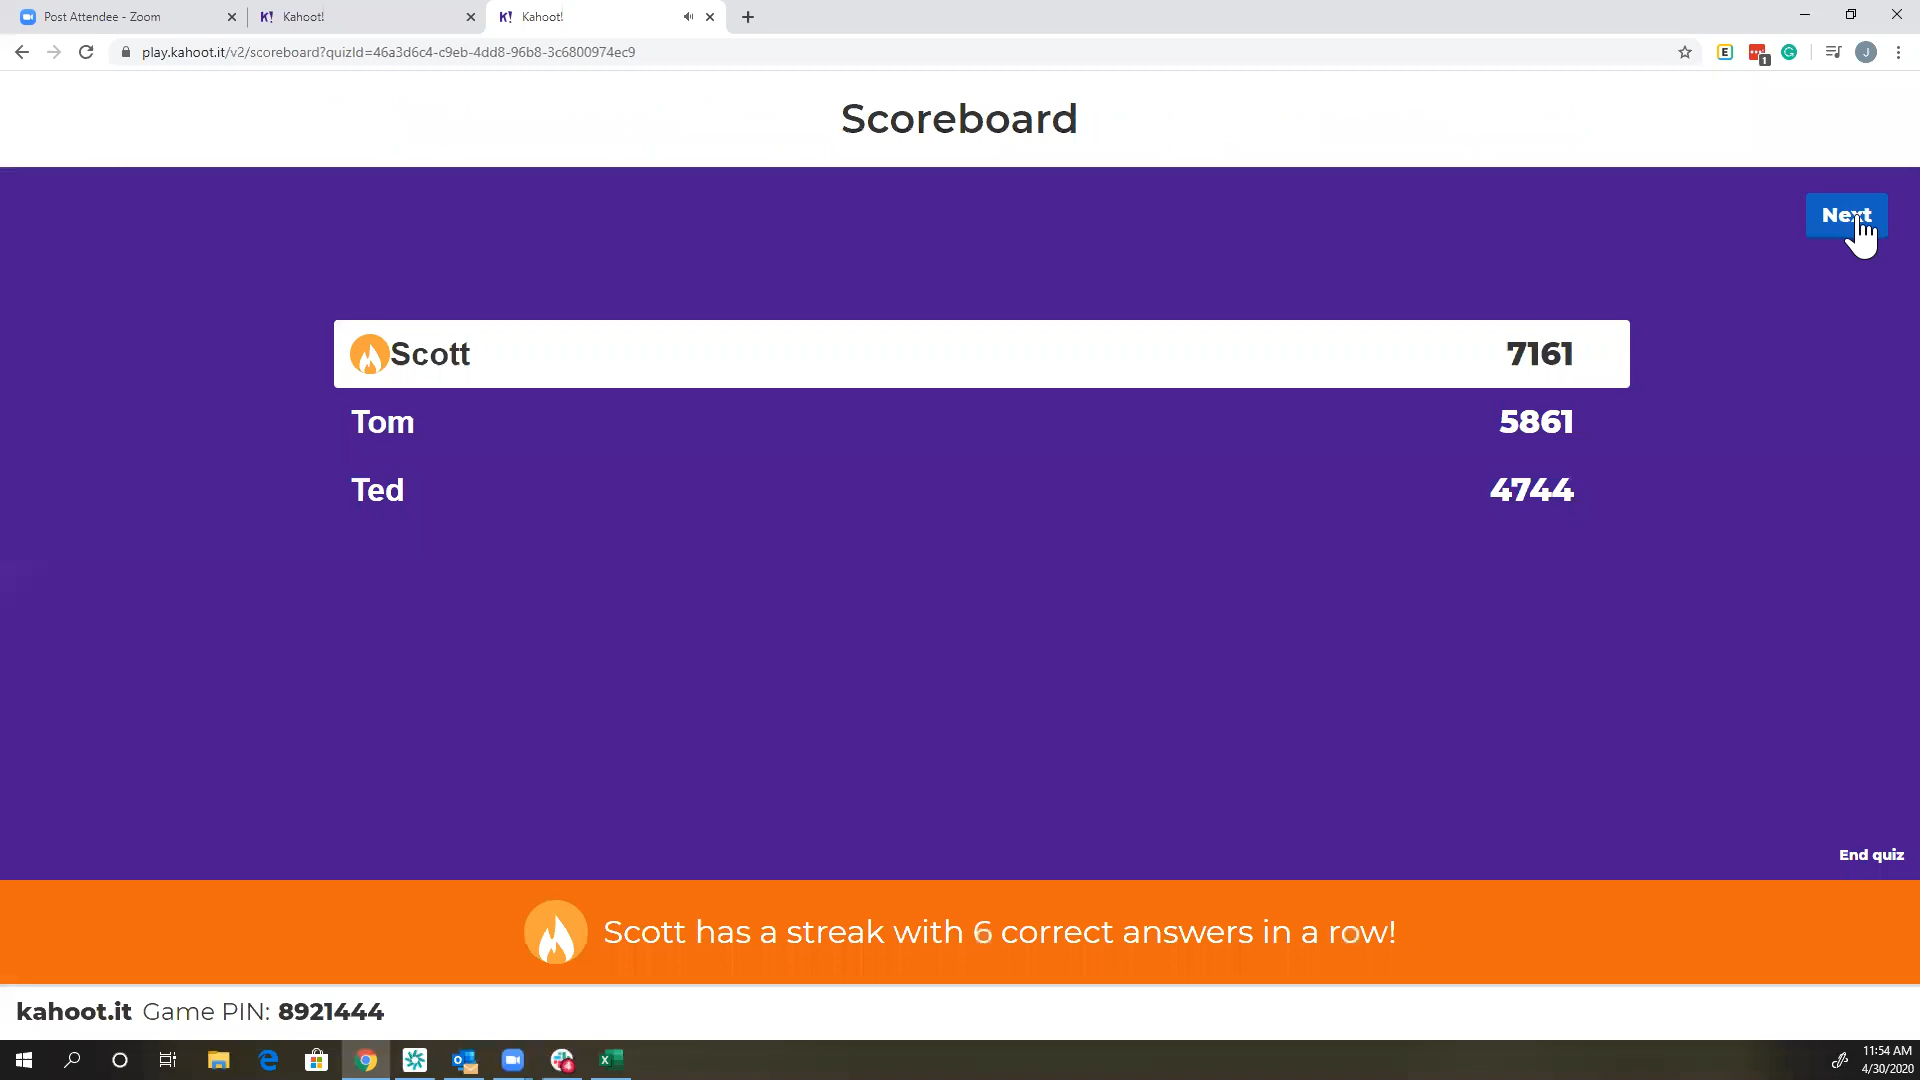 Post Attendee - Zoom
K! Kahoot!
K! Kahoot!
play.kahoot.it/v2/scoreboard?quizId=46a3d6c4-c9eb-4dd8-96b8-3c6800974ec9
E
1
J
Scoreboard
Next
Scott 7161
Tom 5861
Ted 4744
End quiz
Scott has a streak with 6 correct answers in a row!
kahoot.it Game PIN: 8921444
4
11:54 AM
4/30/2020